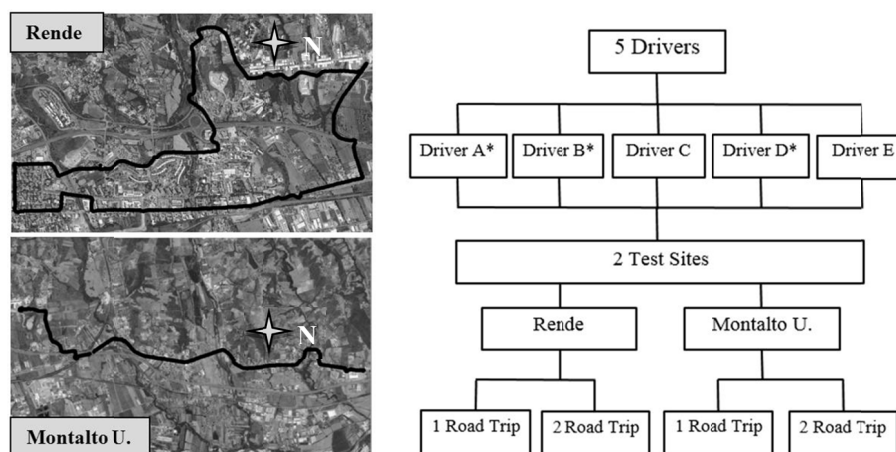 Rende
N
N
Montalto U.
5 Drivers
Driver A*
Driver B*
Driver C
Driver D*
Driver E
2 Test Sites
Rende
Montalto U.
1 Road Trip
2 Road Trip
1 Road Trip
2 Road Trip